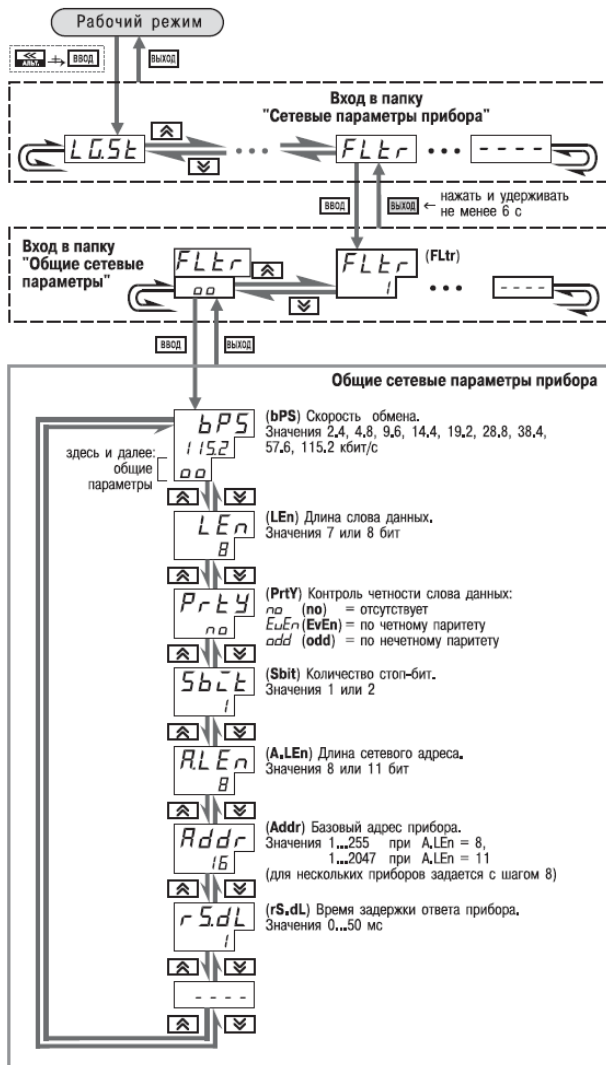 Рабочий режим
<<
АЛЬТ.
ВВОД
ВЫХОД
Вход в папку
"Сетевые параметры прибора"
LG.St
•••
FLtr
•••
- - - -
ВВОД
ВЫХОД
← нажать и удерживать
не менее 6 с
Вход в папку
"Общие сетевые
параметры"
FLtr
oo
FLtr
1
(FLtr)
•••
- - - -
ВВОД
ВЫХОД
Общие сетевые параметры прибора
здесь и далее:
общие
параметры
bPS
115.2
oo
(bPS) Скорость обмена.
Значения 2.4, 4.8, 9.6, 14.4, 19.2, 28.8, 38.4,
57.6, 115.2 кбит/с
LEn
8
(LEn) Длина слова данных.
Значения 7 или 8 бит
PrtY
no
(PrtY) Контроль четности слова данных:
no (no) = отсутствует
EvEn (EvEn) = по четному паритету
odd (odd) = по нечетному паритету
Sbit
1
(Sbit) Количество стоп-бит.
Значения 1 или 2
A.LEn
8
(A.LEn) Длина сетевого адреса.
Значения 8 или 11 бит
Addr
16
(Addr) Базовый адрес прибора.
Значения 1...255 при A.LEn = 8,
1...2047 при A.LEn = 11
(для нескольких приборов задается с шагом 8)
rS.dL
1
(rS.dL) Время задержки ответа прибора.
Значения 0...50 мс
- - - -